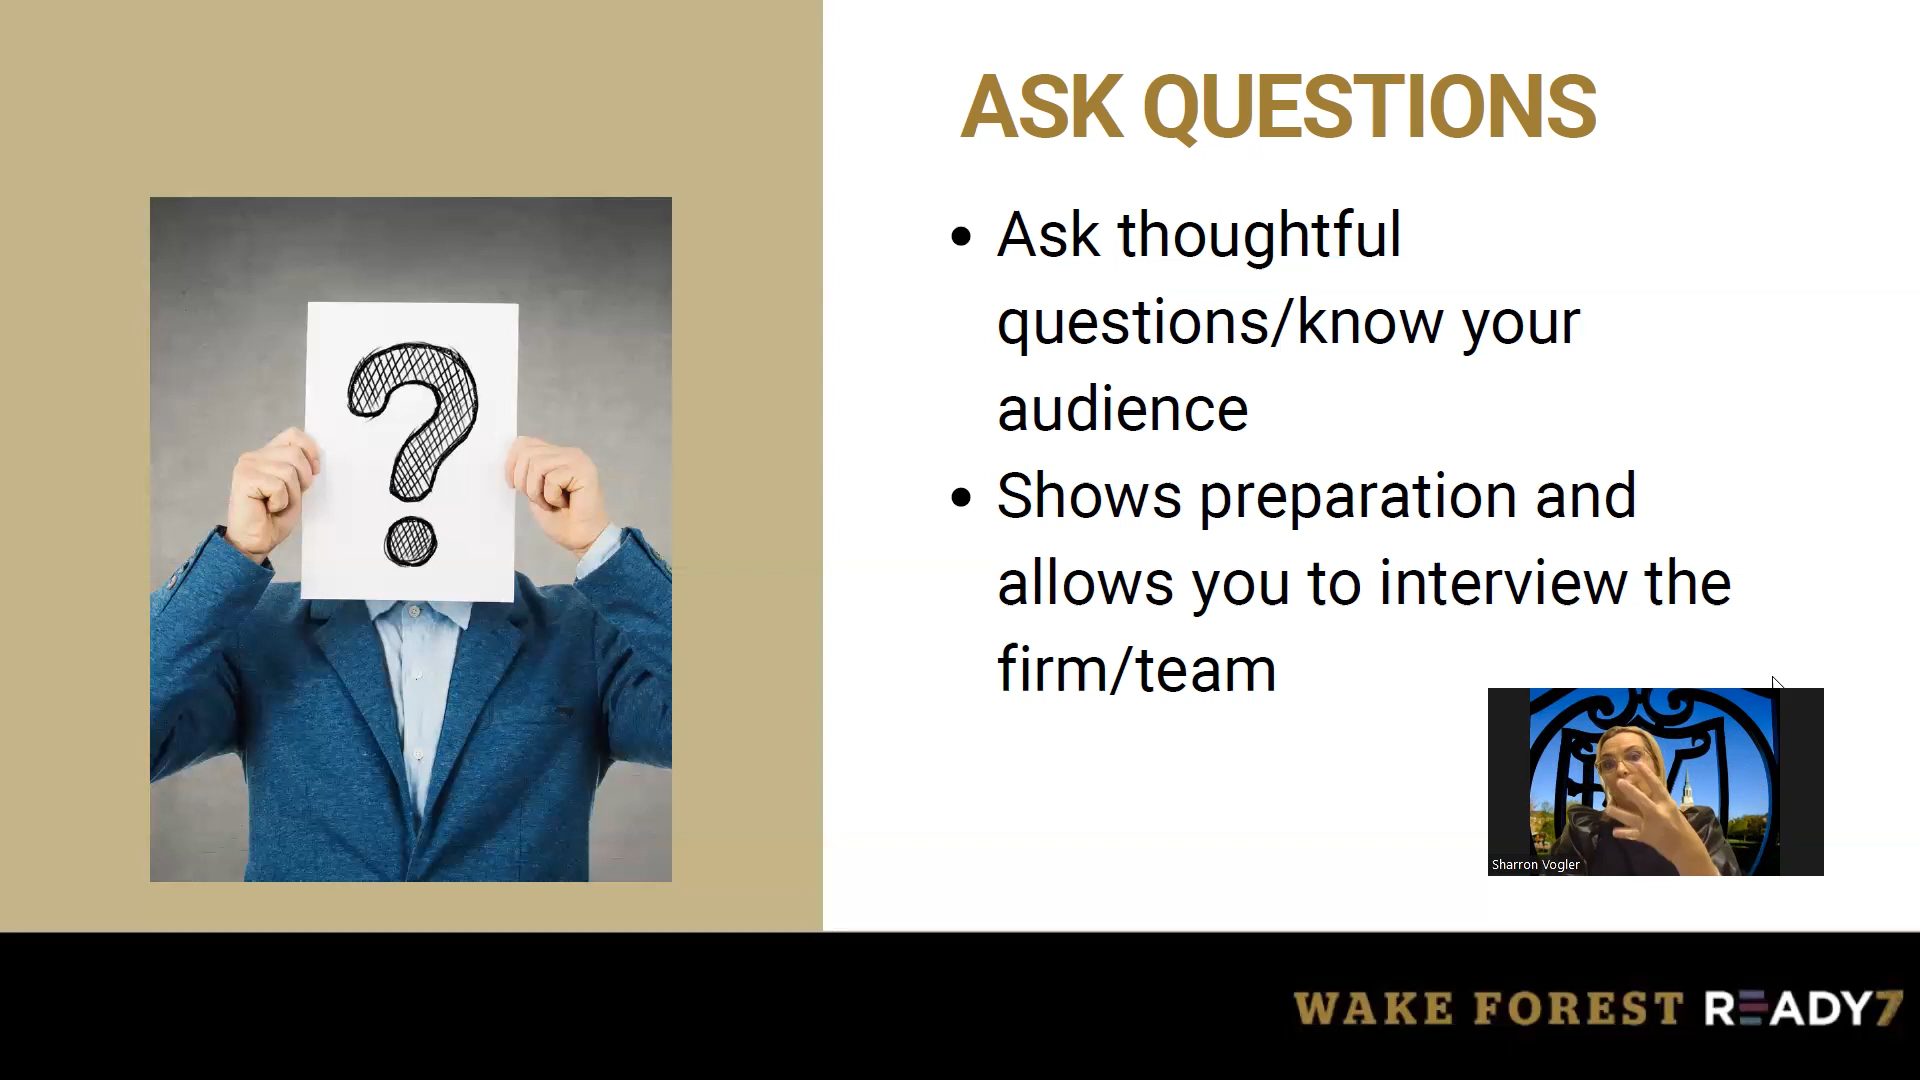 ASK QUESTIONS
• Ask thoughtful
questions/know your
audience
• Shows preparation and
allows you to interview the
firm/team
?
Sharron Vogler
WAKE FOREST READY7